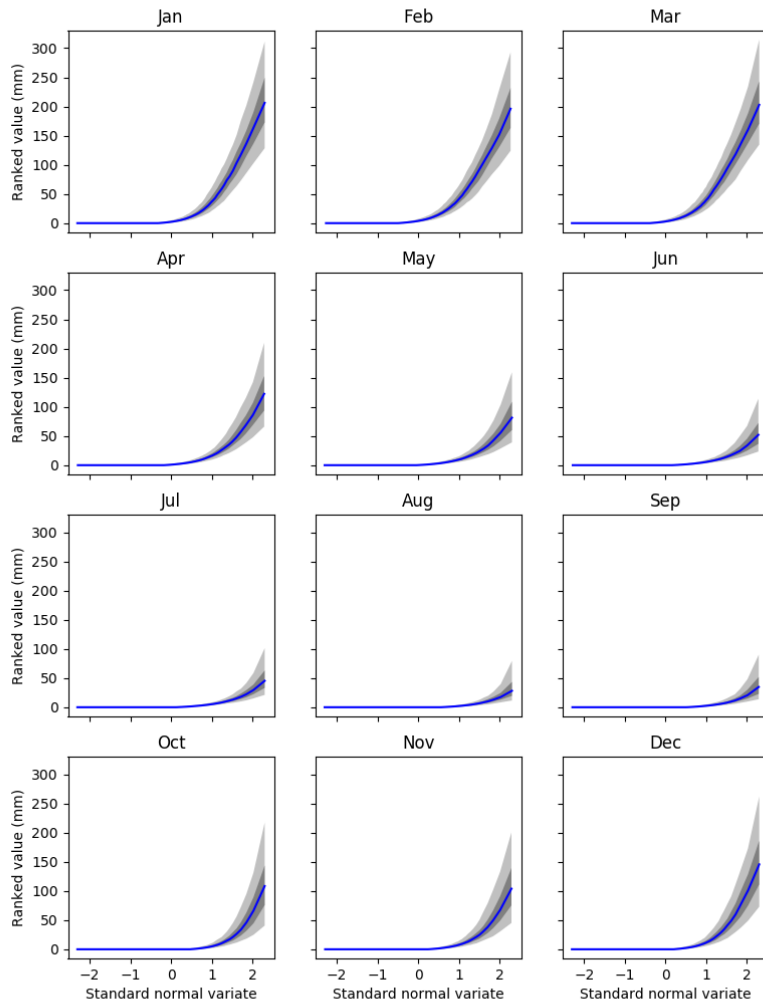 Jan Feb Mar
300
250
200
150
100
50
0
Ranked value (mm)
Apr May Jun
300
250
200
150
100
50
0
Ranked value (mm)
Jul Aug Sep
300
250
200
150
100
50
0
Ranked value (mm)
Oct Nov Dec
300
250
200
150
100
50
0
Ranked value (mm)
−2 −1 0 1 2 −2 −1 0 1 2 −2 −1 0 1 2
Standard normal variate Standard normal variate Standard normal variate